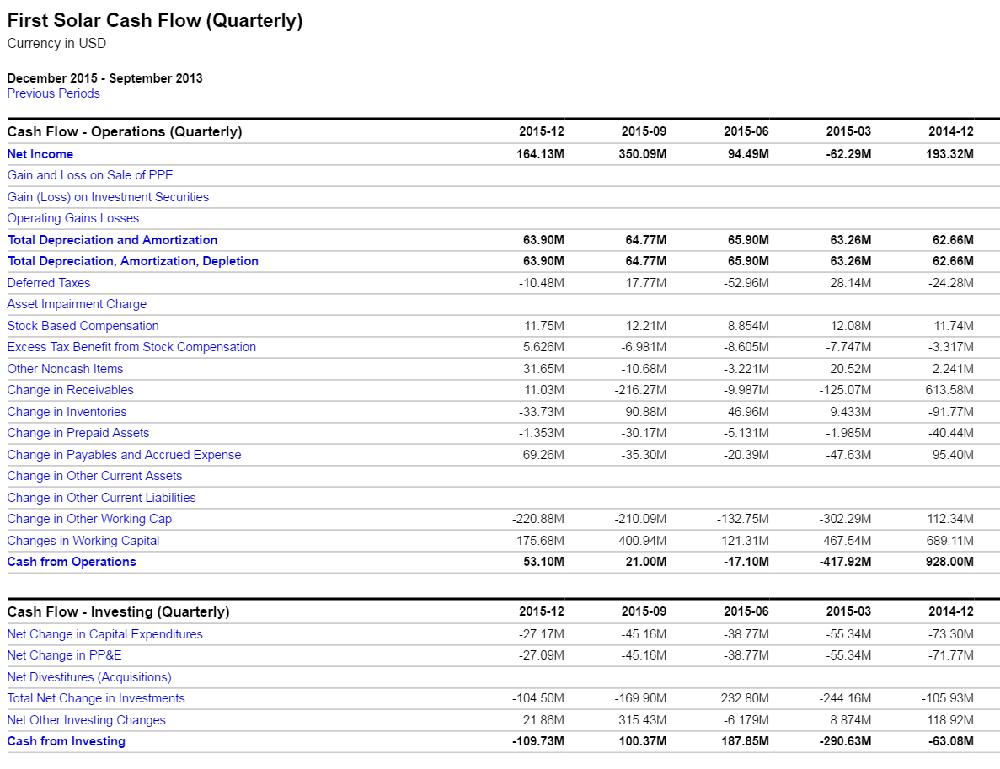 First Solar Cash Flow (Quarterly)
Currency in USD
December 2015 - September 2013
Previous Periods
Cash Flow - Operations (Quarterly) 2015-12 2015-09 2015-06 2015-03 2014-12
Net Income 164.13M 350.09M 94.49M -62.29M 193.32M
Gain and Loss on Sale of PPE
Gain (Loss) on Investment Securities
Operating Gains Losses
Total Depreciation and Amortization 63.90M 64.77M 65.90M 63.26M 62.66M
Total Depreciation, Amortization, Depletion 63.90M 64.77M 65.90M 63.26M 62.66M
Deferred Taxes -10.48M 17.77M -52.96M 28.14M -24.28M
Asset Impairment Charge
Stock Based Compensation 11.75M 12.21M 8.854M 12.08M 11.74M
Excess Tax Benefit from Stock Compensation 5.626M -6.981M -8.605M -7.747M -3.317M
Other Noncash Items 31.65M -10.68M -3.221M 20.52M 2.241M
Change in Receivables 11.03M -216.27M -9.987M -125.07M 613.58M
Change in Inventories -33.73M 90.88M 46.96M 9.433M -91.77M
Change in Prepaid Assets -1.353M -30.17M -5.131M -1.985M -40.44M
Change in Payables and Accrued Expense 69.26M -35.30M -20.39M -47.63M 95.40M
Change in Other Current Assets
Change in Other Current Liabilities
Change in Other Working Cap -220.88M -210.09M -132.75M -302.29M 112.34M
Changes in Working Capital -175.68M -400.94M -121.31M -467.54M 689.11M
Cash from Operations 53.10M 21.00M -17.10M -417.92M 928.00M
Cash Flow - Investing (Quarterly) 2015-12 2015-09 2015-06 2015-03 2014-12
Net Change in Capital Expenditures -27.17M -45.16M -38.77M -55.34M -73.30M
Net Change in PP&E -27.09M -45.16M -38.77M -55.34M -71.77M
Net Divestitures (Acquisitions)
Total Net Change in Investments -104.50M -169.90M 232.80M -244.16M -105.93M
Net Other Investing Changes 21.86M 315.43M -6.179M 8.874M 118.92M
Cash from Investing -109.73M 100.37M 187.85M -290.63M -63.08M